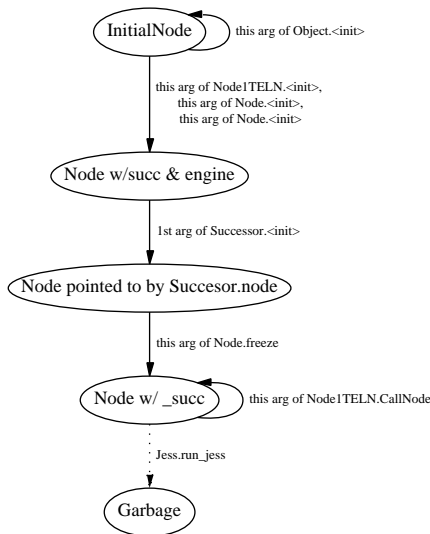 InitialNode
this arg of Object.<init>
this arg of Node1TELN.<init>,
this arg of Node.<init>,
this arg of Node.<init>
Node w/succ & engine
1st arg of Successor.<init>
Node pointed to by Succesor.node
this arg of Node.freeze
Node w/ _succ
this arg of Node1TELN.CallNode
Jess.run_jess
Garbage